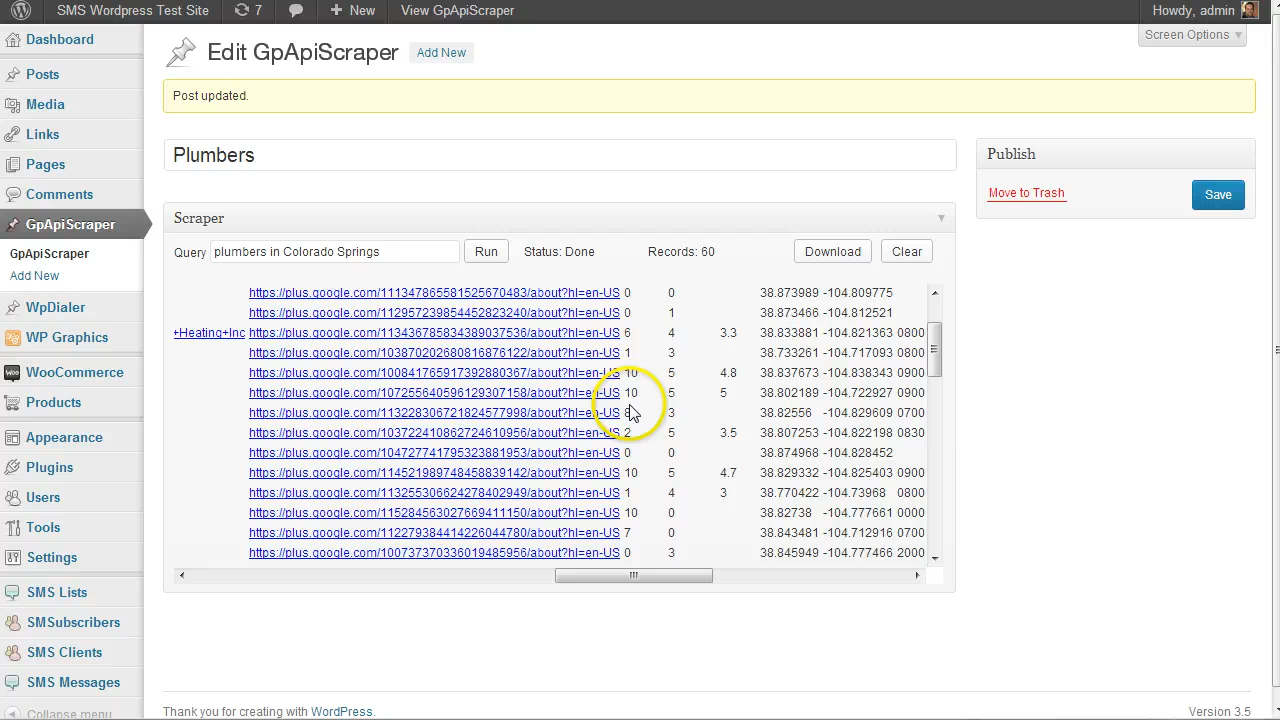 SMS Wordpress Test Site 7 New View GpApiScraper Howdy, admin
Screen Options
Dashboard
Posts
Media
Links
Pages
Comments
GpApiScraper
GpApiScraper
Add New
WpDialer
WP Graphics
WooCommerce
Products
Appearance
Plugins
Users
Tools
Settings
SMS Lists
SMSubscribers
SMS Clients
SMS Messages
Collapse menu
Edit GpApiScraper Add New
Post updated.
Plumbers
Scraper
Query plumbers in Colorado Springs Run Status: Done Records: 60 Download Clear
https://plus.google.com/111347865581525670483/about?hl=en-US 0 0 38.873989 -104.809775
https://plus.google.com/112957239854452823240/about?hl=en-US 0 1 38.873466 -104.812521
+Heating+Inc https://plus.google.com/113436785834389037536/about?hl=en-US 6 4 3.3 38.833881 -104.821363 0800
https://plus.google.com/103870202680816876122/about?hl=en-US 1 3 38.733261 -104.717093 0800
https://plus.google.com/100841765917392880367/about?hl=en-US 10 5 4.8 38.837673 -104.838343 0900
https://plus.google.com/107255640596129307158/about?hl=en-US 10 5 5 38.802189 -104.722927 0900
https://plus.google.com/113228306721824577998/about?hl=en-US 3 38.82556 -104.829609 0700
https://plus.google.com/103722410862724610956/about?hl=en-US 2 5 3.5 38.807253 -104.822198 0830
https://plus.google.com/104727741795323881953/about?hl=en-US 0 0 38.874968 -104.828452
https://plus.google.com/114521989748458839142/about?hl=en-US 10 5 4.7 38.829332 -104.825403 0900
https://plus.google.com/113255306624278402949/about?hl=en-US 1 4 3 38.770422 -104.73968 0800
https://plus.google.com/115284563027669411150/about?hl=en-US 10 0 38.82738 -104.777661 0000
https://plus.google.com/112279384414226044780/about?hl=en-US 7 0 38.843481 -104.712916 0700
https://plus.google.com/100737370336019485956/about?hl=en-US 0 3 38.845949 -104.777466 2000
Publish
Move to Trash Save
Thank you for creating with WordPress. Version 3.5